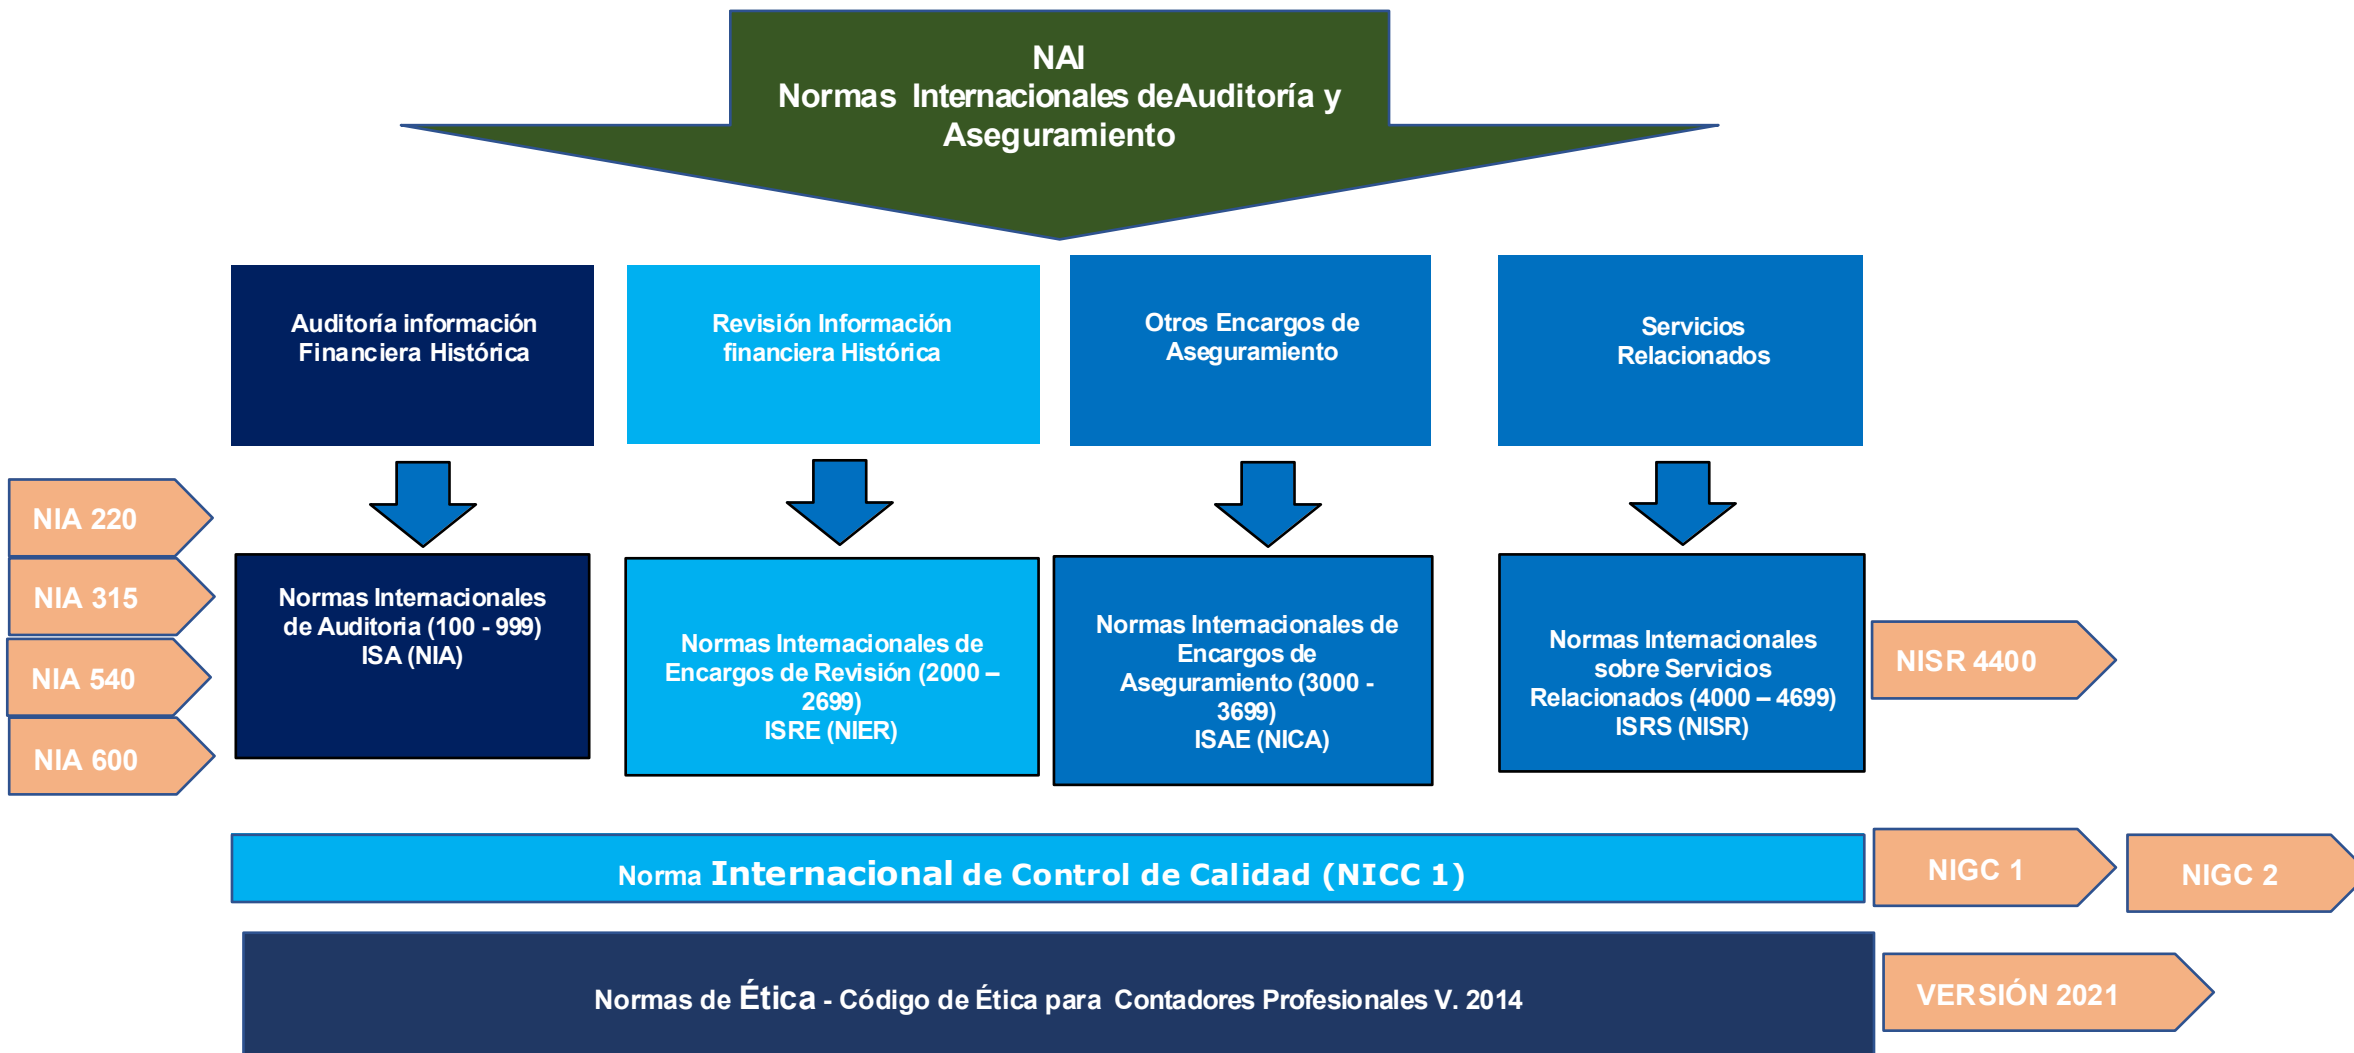 NAI
Normas Internacionales deAuditoría y
Aseguramiento
Auditoría información
Financiera Histórica
Revisión Información
financiera Histórica
Otros Encargos de
Aseguramiento
Servicios
Relacionados
NIA 220
NIA 315
NIA 540
NIA 600
Normas Internacionales
de Auditoria (100 - 999)
ISA (NIA)
Normas Internacionales de
Encargos de Revisión (2000 –
2699)
ISRE (NIER)
Normas Internacionales de
Encargos de
Aseguramiento (3000 -
3699)
ISAE (NICA)
Normas Internacionales
sobre Servicios
Relacionados (4000 – 4699)
ISRS (NISR)
NISR 4400
Norma Internacional de Control de Calidad (NICC 1)
NIGC 1
NIGC 2
Normas de Ética - Código de Ética para Contadores Profesionales V. 2014
VERSIÓN 2021